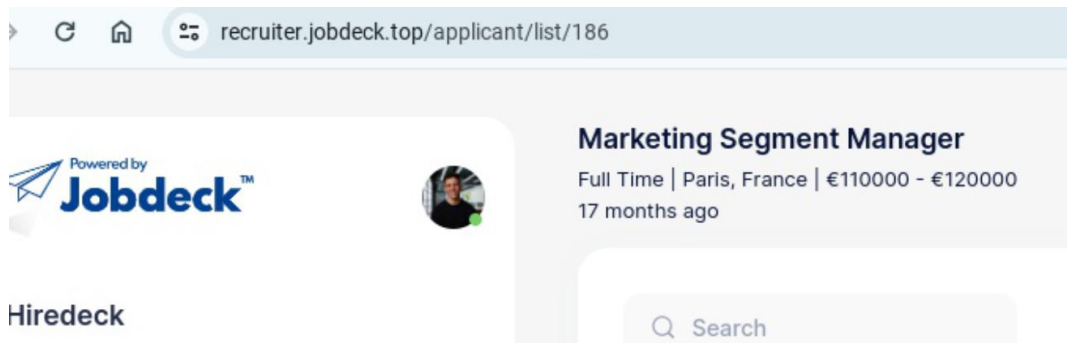 recruiter.jobdeck.top/applicant/list/186
Powered by
Jobdeck™
Hiredeck
Marketing Segment Manager
Full Time | Paris, France | €110000 - €120000
17 months ago
Search